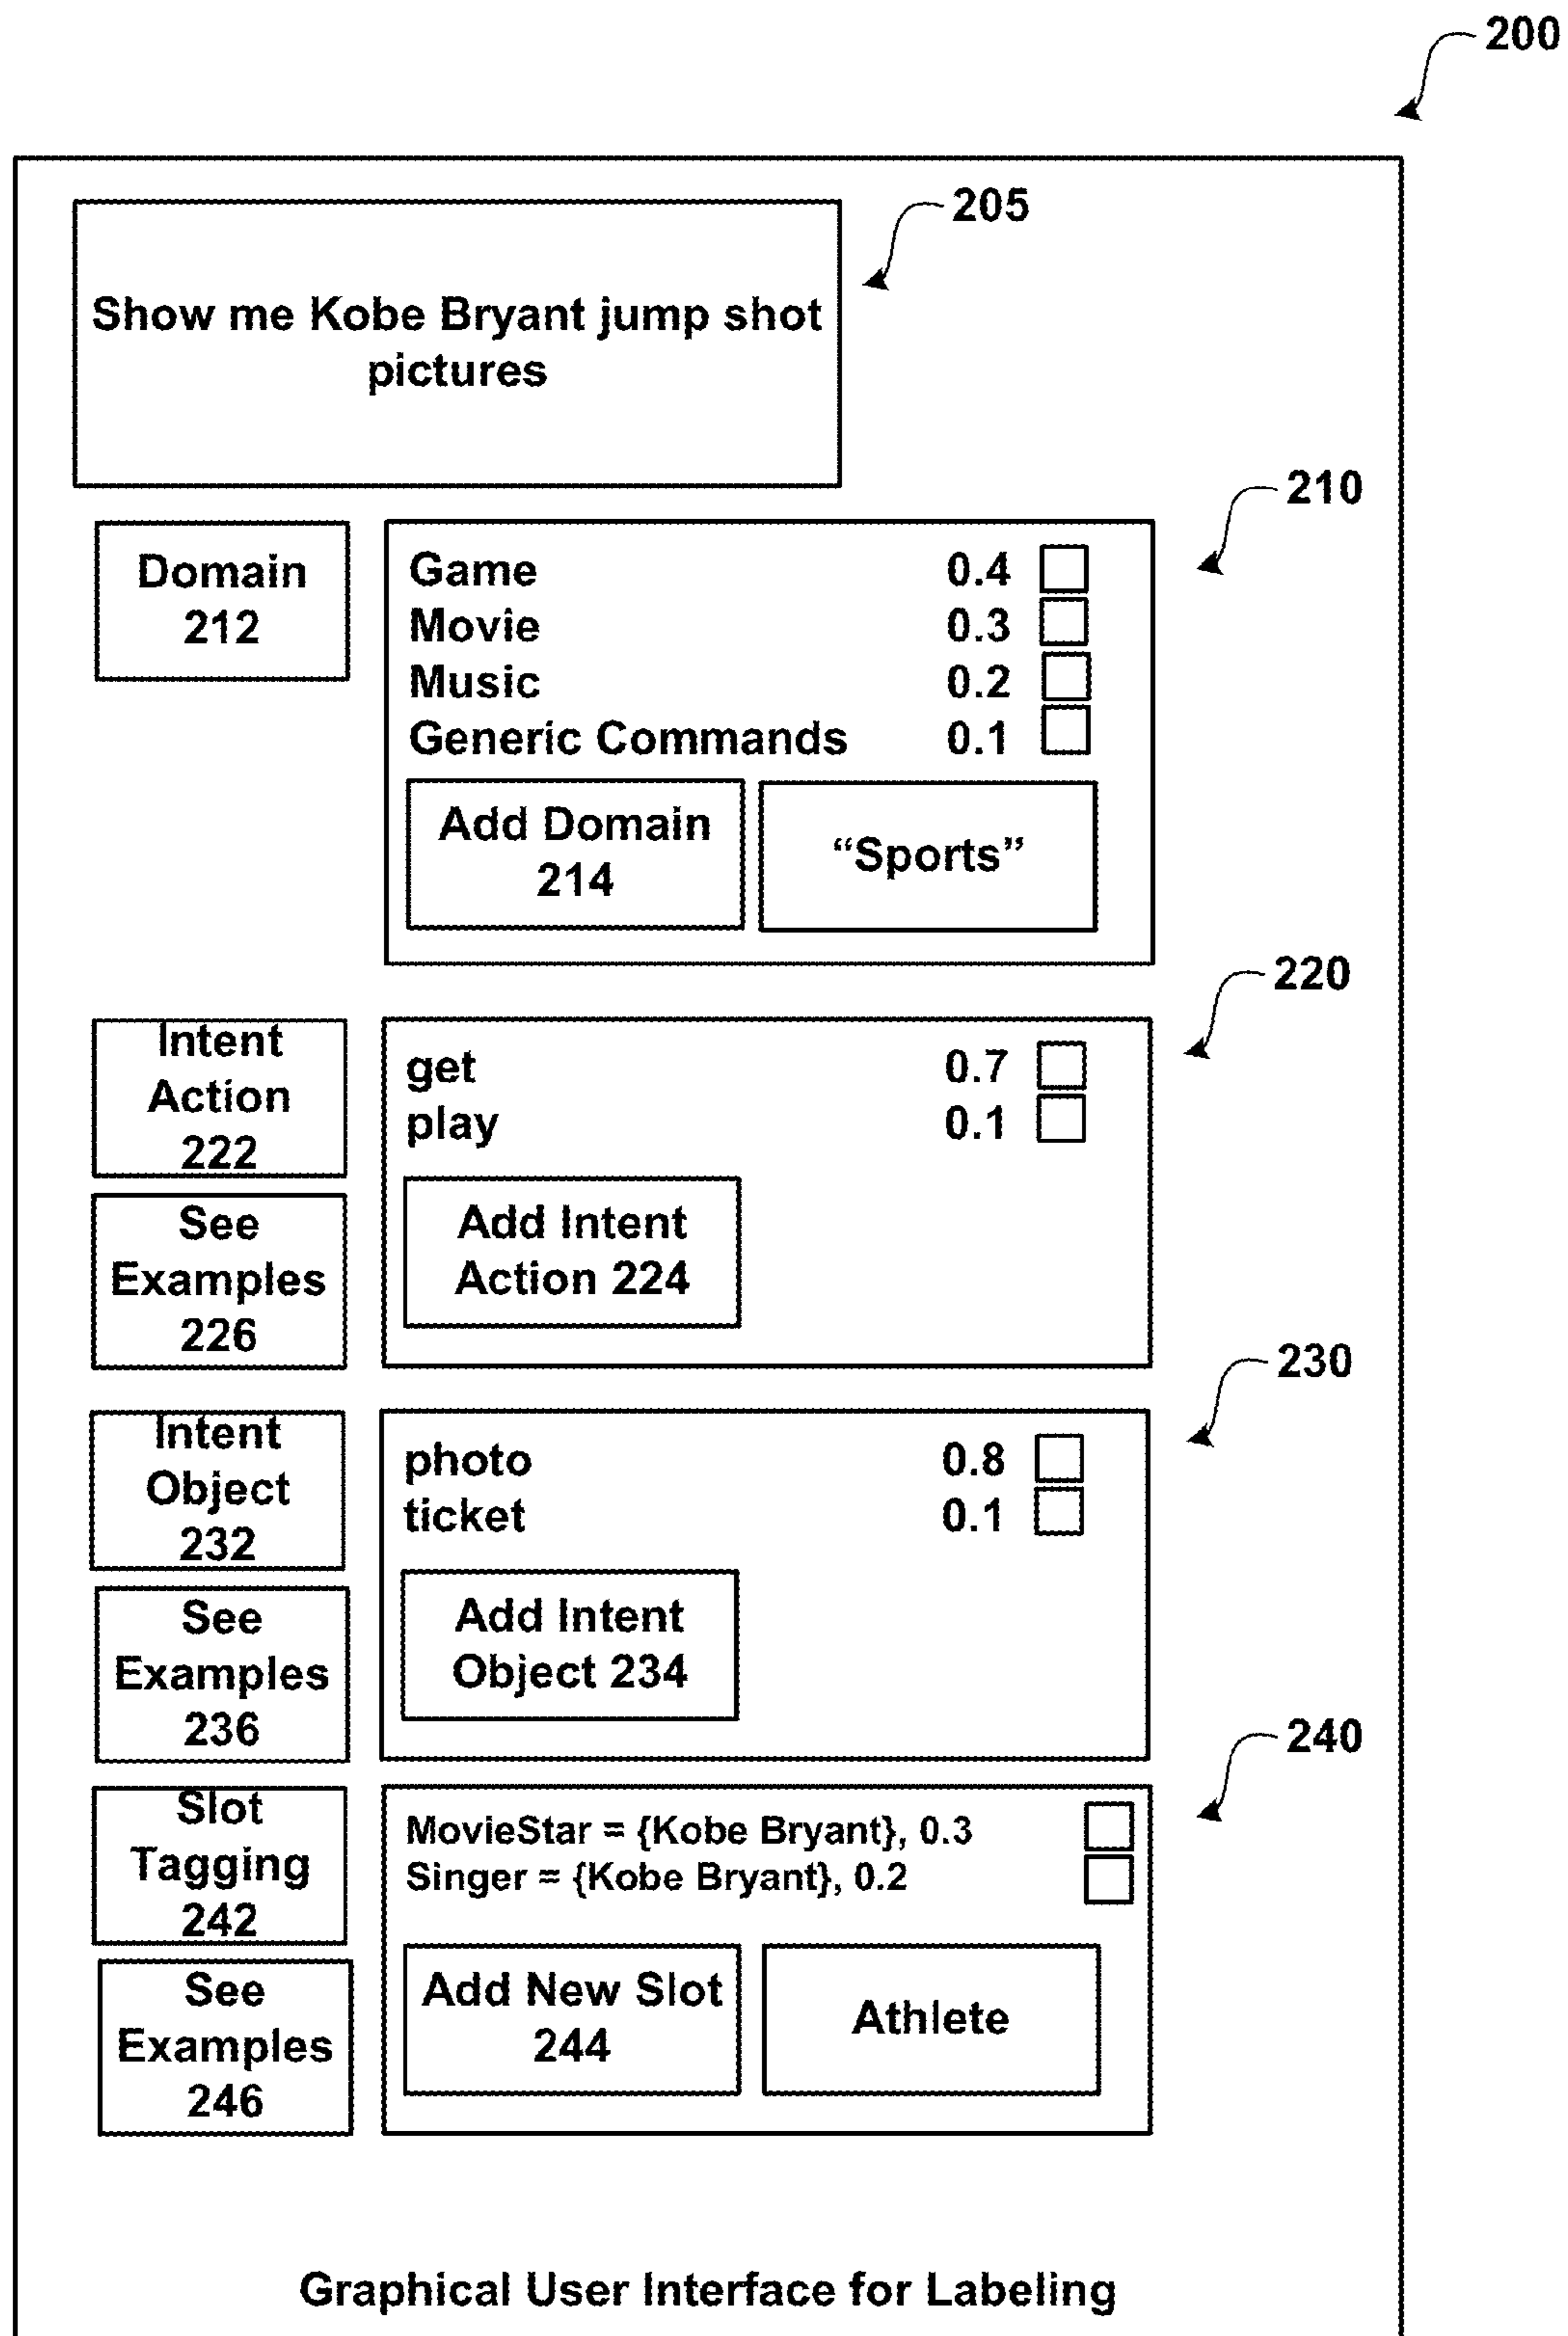 200
205
Show me Kobe Bryant jump shot
pictures
210
Domain
212
Game 0.4
Movie 0.3
Music 0.2
Generic Commands 0.1
Add Domain
214
“Sports”
220
Intent
Action
222
get 0.7
play 0.1
See
Examples
226
Add Intent
Action 224
230
Intent
Object
232
photo 0.8
ticket 0.1
See
Examples
236
Add Intent
Object 234
240
Slot
Tagging
242
MovieStar = {Kobe Bryant}, 0.3
Singer = {Kobe Bryant}, 0.2
See
Examples
246
Add New Slot
244
Athlete
Graphical User Interface for Labeling